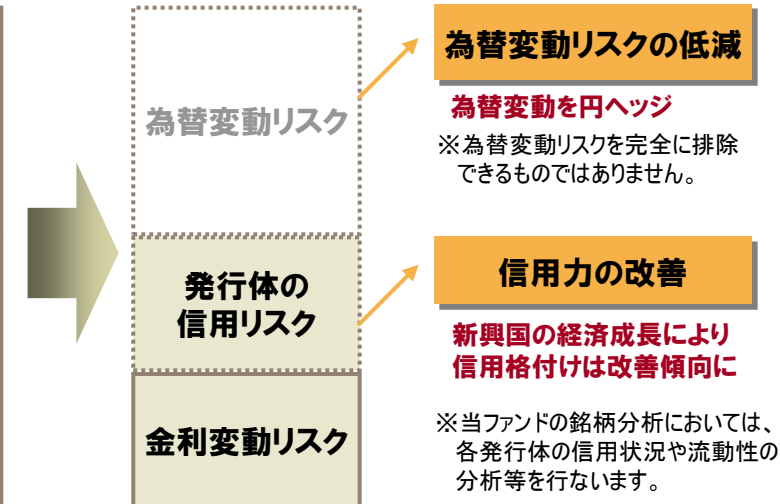 為替変動リスク
発行体の
信用リスク
金利変動リスク
為替変動リスクの低減
為替変動を円ヘッジ
※為替変動リスクを完全に排除
できるものではありません。
信用力の改善
新興国の経済成長により
信用格付けは改善傾向に
※当ファンドの銘柄分析においては、
各発行体の信用状況や流動性の
分析等を行ないます。